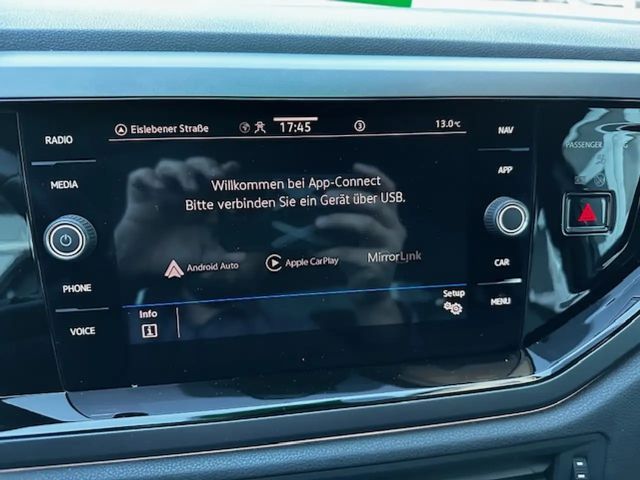 RADIO
MEDIA
PHONE
VOICE
Eislebener Straße
17:45
3
13.0°C
Willkommen bei App-Connect
Bitte verbinden Sie ein Gerät über USB.
Android Auto
Apple CarPlay
MirrorLink
Info
Setup
NAV
APP
CAR
MENU
PASSENGER